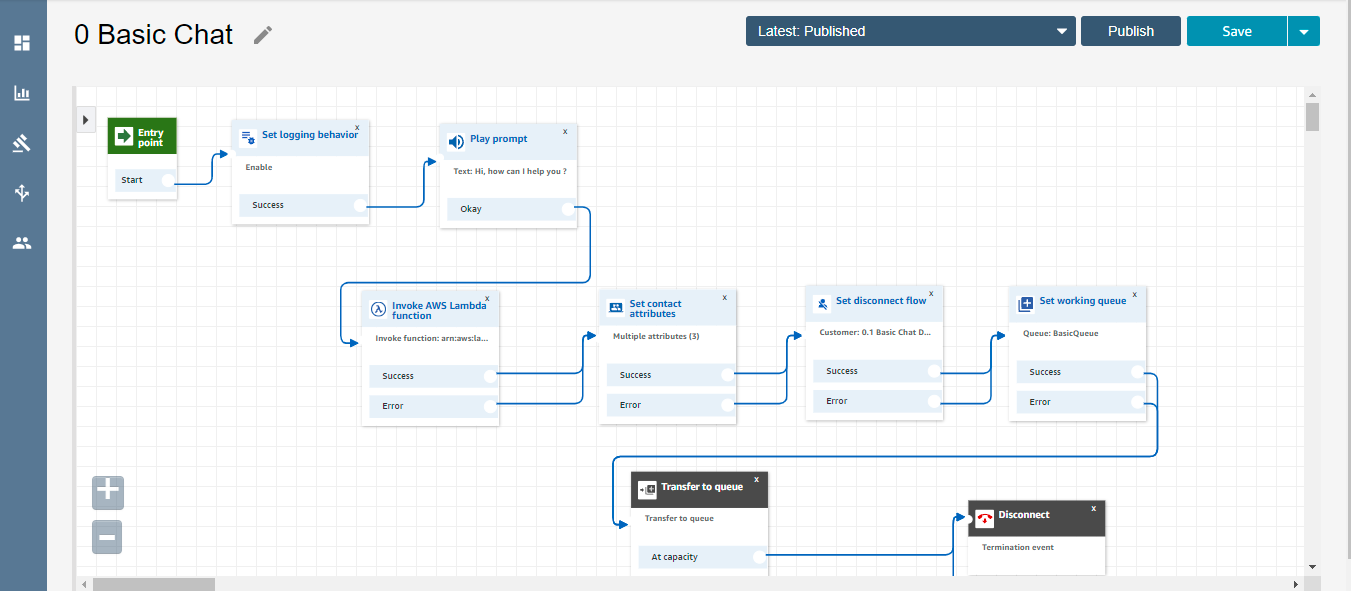 0 Basic Chat
Latest: Published
Publish
Save
Entry
point
Start
Set logging behavior
x
Enable
Success
Play prompt
x
Text: Hi, how can I help you ?
Okay
Invoke AWS Lambda
function
x
Invoke function: arn:aws:la...
Success
Error
Set contact
attributes
x
Multiple attributes (3)
Success
Error
Set disconnect flow
x
Customer: 0.1 Basic Chat D...
Success
Error
Set working queue
x
Queue: BasicQueue
Success
Error
Transfer to queue
x
Transfer to queue
At capacity
Disconnect
x
Termination event